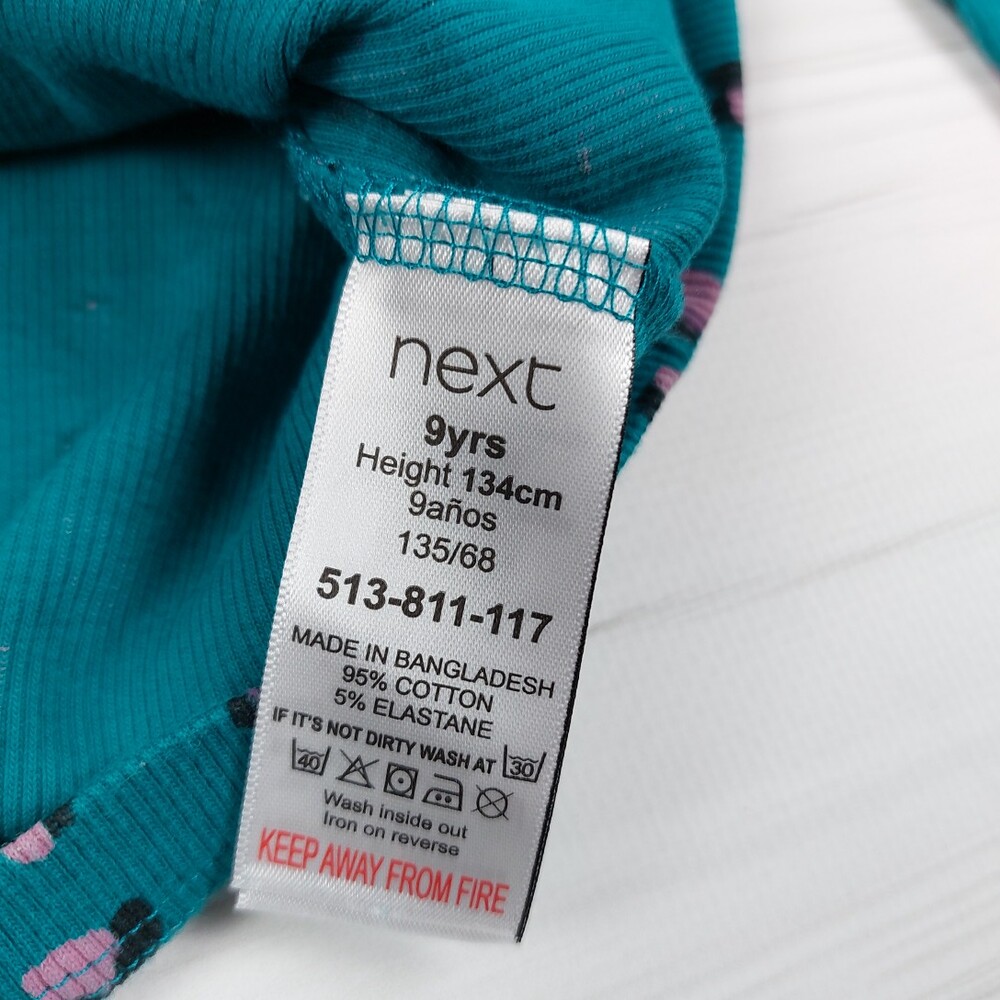 next
9yrs
Height 134cm
9años
135/68
513-811-117
MADE IN BANGLADESH
95% COTTON
5% ELASTANE
IF IT'S NOT DIRTY WASH AT 30
40
Wash inside out
Iron on reverse
KEEP AWAY FROM FIRE